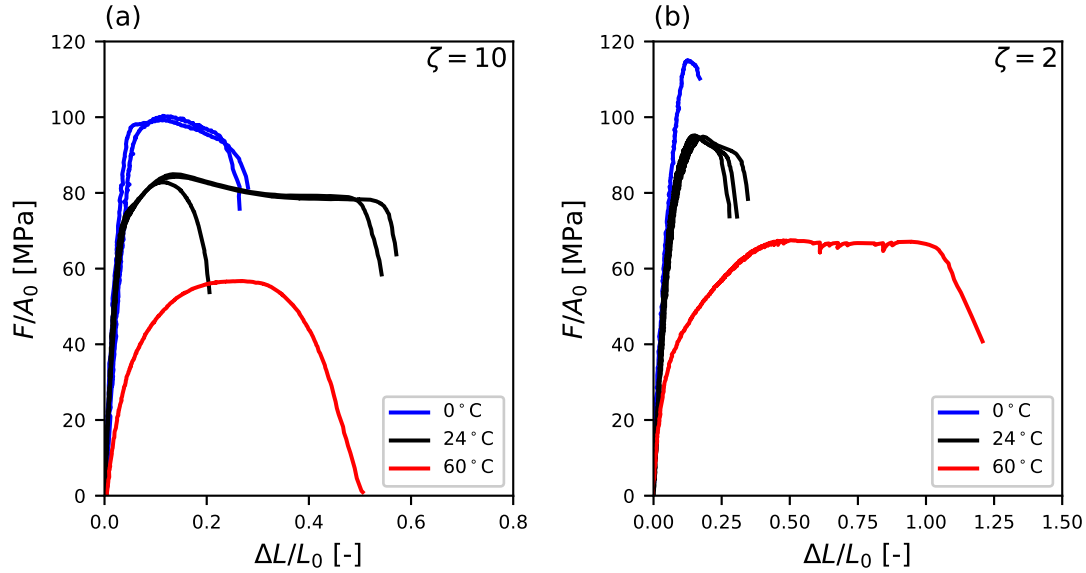 (a)
ζ = 10
120
100
80
60
40
20
0
F/A₀ [MPa]
0°C
24°C
60°C
0.0 0.2 0.4 0.6 0.8
ΔL/L₀ [-]
(b)
ζ = 2
120
100
80
60
40
20
0
F/A₀ [MPa]
0°C
24°C
60°C
0.00 0.25 0.50 0.75 1.00 1.25 1.50
ΔL/L₀ [-]